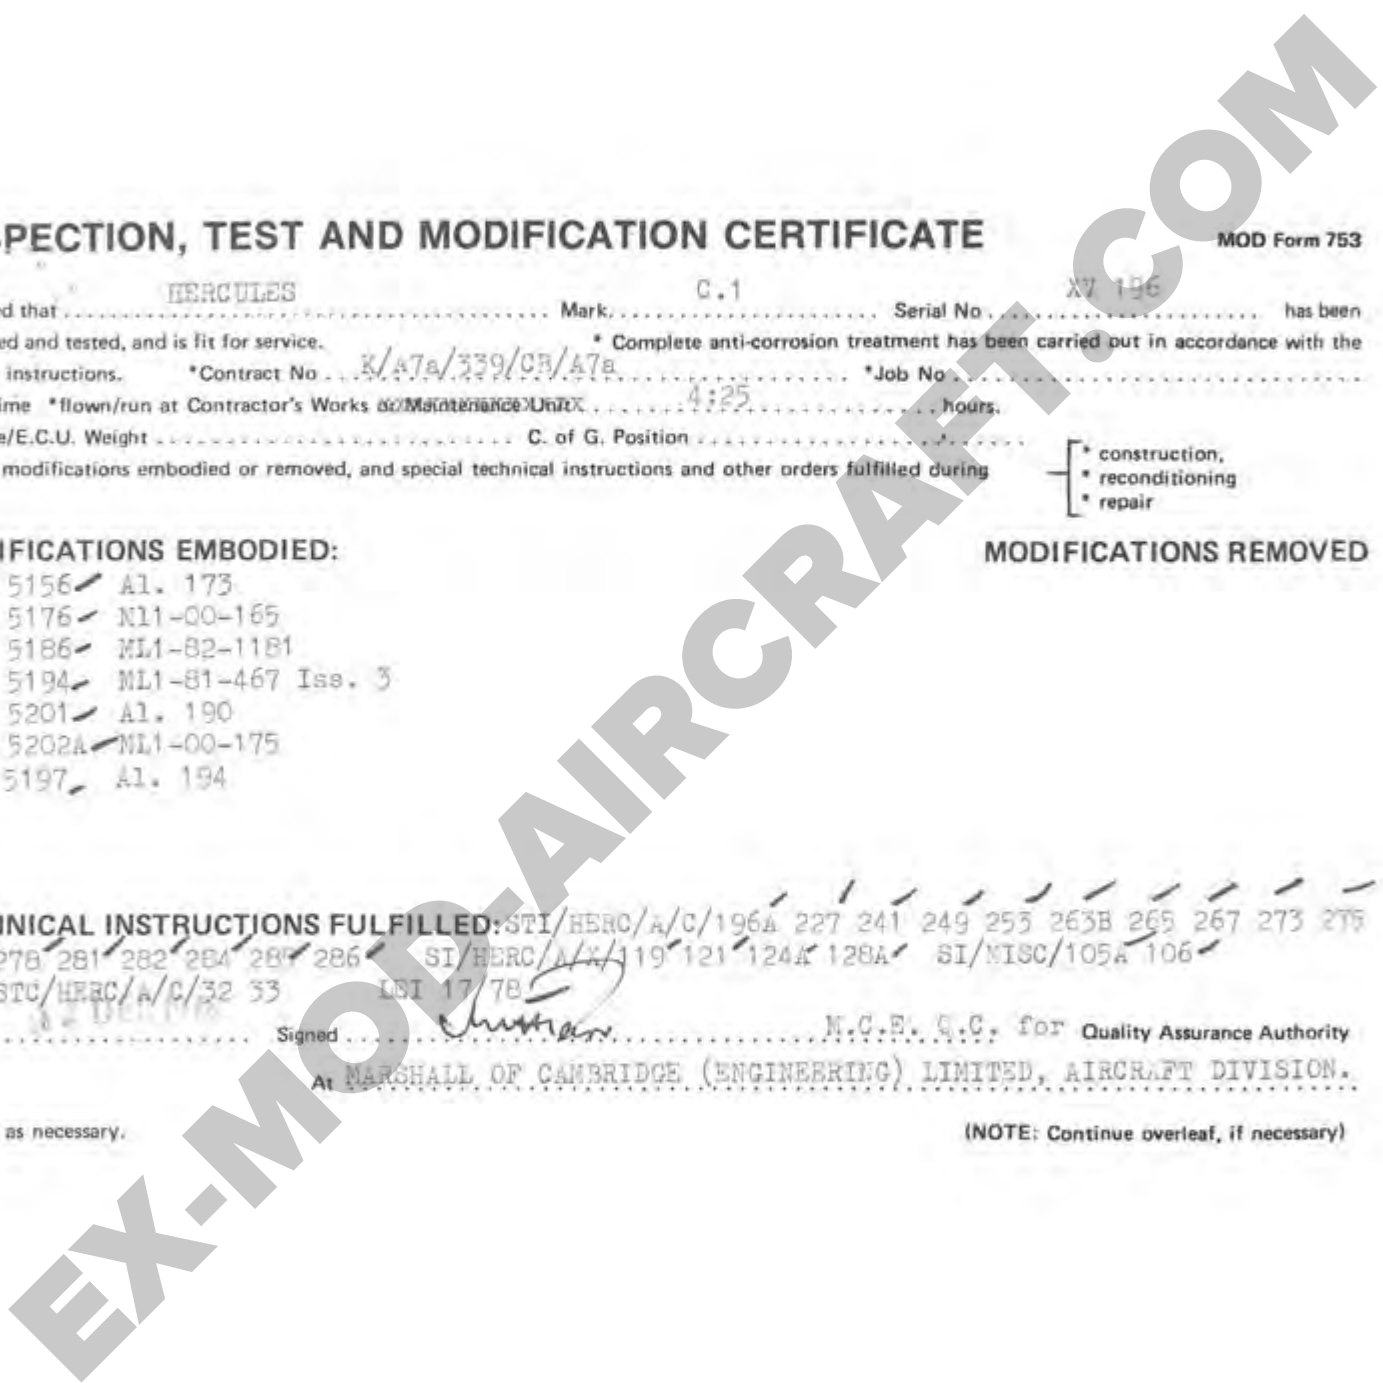 SPECTION, TEST AND MODIFICATION CERTIFICATE MOD Form 753
ed that HERCULES Mark C.1 Serial No XV 196 has been
ed and tested, and is fit for service. * Complete anti-corrosion treatment has been carried out in accordance with the
instructions. *Contract No K/A7a/339/CB/A7a *Job No
ime *flown/run at Contractor's Works or Maintenance Unit 4:25 hours.
e/E.C.U. Weight C. of G. Position
modifications embodied or removed, and special technical instructions and other orders fulfilled during
* construction,
* reconditioning
* repair
IFICATIONS EMBODIED: MODIFICATIONS REMOVED
5156 Al. 173
5176 Nl1-00-165
5186 ML1-82-1181
5194 ML1-81-467 Iss. 3
5201 Al. 190
5202A ML1-00-175
5197 Al. 194
HNICAL INSTRUCTIONS FULFILLED: STI/HERC/A/C/196A 227 241 249 253 263B 265 267 273 275
278 281 282 284 287 286 SI/HERC/A/X/119 121 124A 128A SI/MISC/105A 106
STC/HERC/A/C/32 33 LEI 17/78
Signed M.C.E. Q.C. for Quality Assurance Authority
At MARSHALL OF CAMBRIDGE (ENGINEERING) LIMITED, AIRCRAFT DIVISION.
as necessary. (NOTE: Continue overleaf, if necessary)
EX-MOD-AIRCRAFT.COM